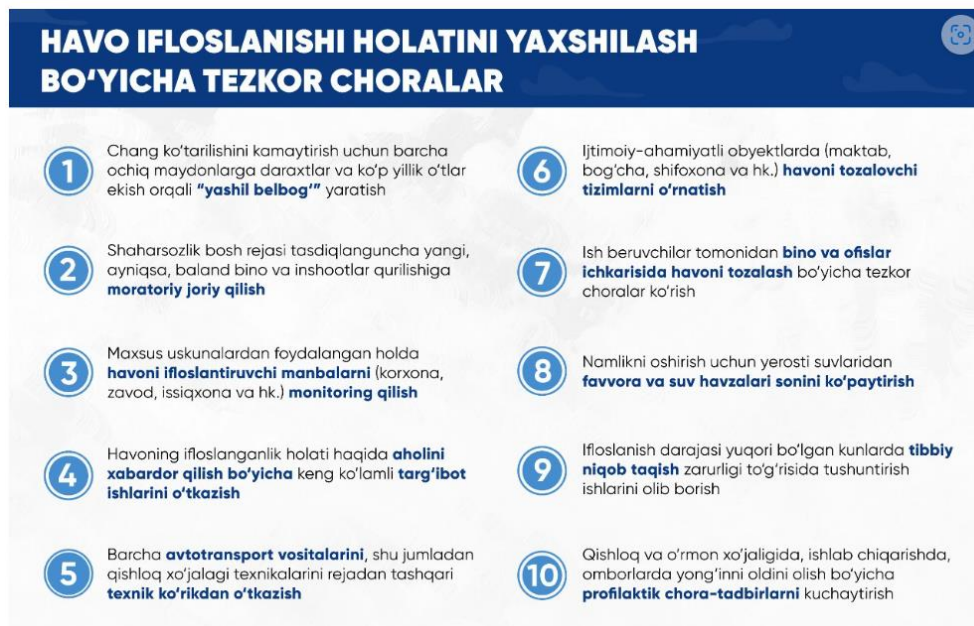 HAVO IFLOSLANISHI HOLATINI YAXSHILASH
BO‘YICHA TEZKOR CHORALAR
1
Chang ko‘tarilishini kamaytirish uchun barcha
ochiq maydonlarga daraxtlar va ko‘p yillik o‘tlar
ekish orqali “yashil belbog‘” yaratish
2
Shaharsozlik bosh rejasi tasdiqlanguncha yangi,
ayniqsa, baland bino va inshootlar qurilishiga
moratoriy joriy qilish
3
Maxsus uskunalardan foydalangan holda
havoni ifloslantiruvchi manbalarni (korxona,
zavod, issiqxona va hk.) monitoring qilish
4
Havoning ifloslanganlik holati haqida aholini
xabardor qilish bo‘yicha keng ko‘lamli targ‘ibot
ishlarini o‘tkazish
5
Barcha avtotransport vositalarini, shu jumladan
qishloq xo‘jalagi texnikalarini rejadan tashqari
texnik ko‘rikdan o‘tkazish
6
Ijtimoiy-ahamiyatli obyektlarda (maktab,
bog‘cha, shifoxona va hk.) havoni tozalovchi
tizimlarni o‘rnatish
7
Ish beruvchilar tomonidan bino va ofislar
ichkarisida havoni tozalash bo‘yicha tezkor
choralar ko‘rish
8
Namlikni oshirish uchun yerosti suvlaridan
favvora va suv havzalari sonini ko‘paytirish
9
Ifloslanish darajasi yuqori bo‘lgan kunlarda tibbiy
niqob taqish zarurligi to‘g‘risida tushuntirish
ishlarini olib borish
10
Qishloq va o‘rmon xo‘jaligida, ishlab chiqarishda,
omborlarda yong‘inni oldini olish bo‘yicha
profilaktik chora-tadbirlarni kuchaytirish